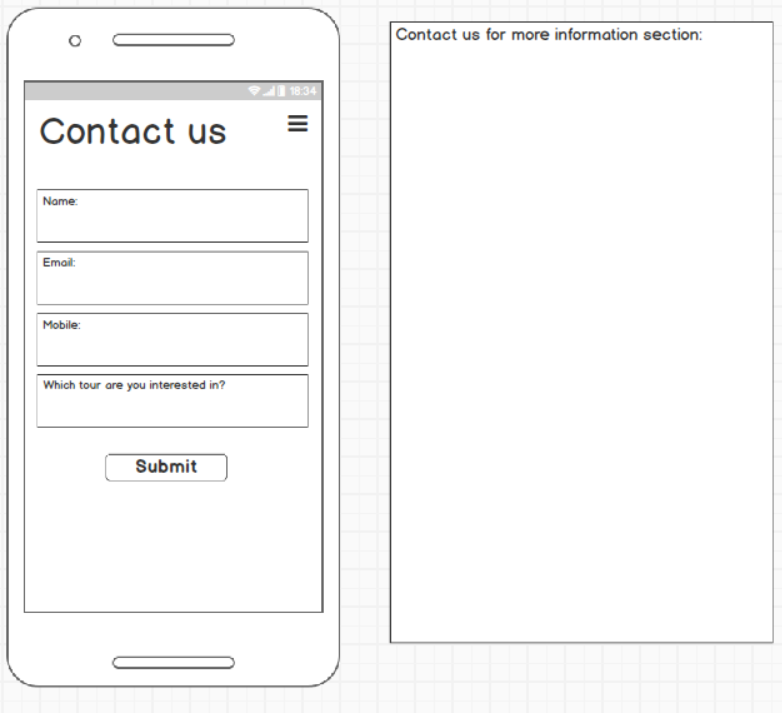 18:34
Contact us
Name:
Email:
Mobile:
Which tour are you interested in?
Submit
Contact us for more information section: